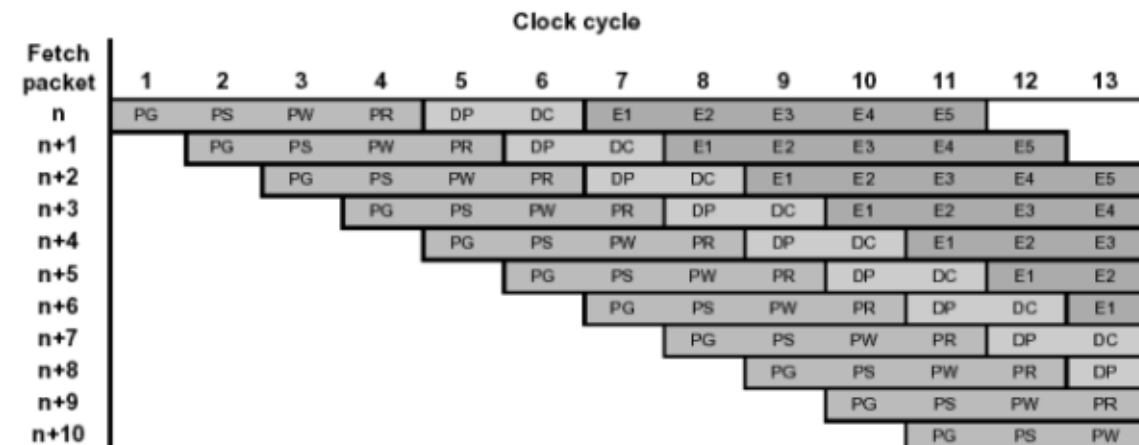 Clock cycle
Fetch
packet 1 2 3 4 5 6 7 8 9 10 11 12 13
n PG PS PW PR DP DC E1 E2 E3 E4 E5
n+1 PG PS PW PR DP DC E1 E2 E3 E4 E5
n+2 PG PS PW PR DP DC E1 E2 E3 E4 E5
n+3 PG PS PW PR DP DC E1 E2 E3 E4
n+4 PG PS PW PR DP DC E1 E2 E3
n+5 PG PS PW PR DP DC E1 E2
n+6 PG PS PW PR DP DC E1
n+7 PG PS PW PR DP DC
n+8 PG PS PW PR DP
n+9 PG PS PW PR
n+10 PG PS PW